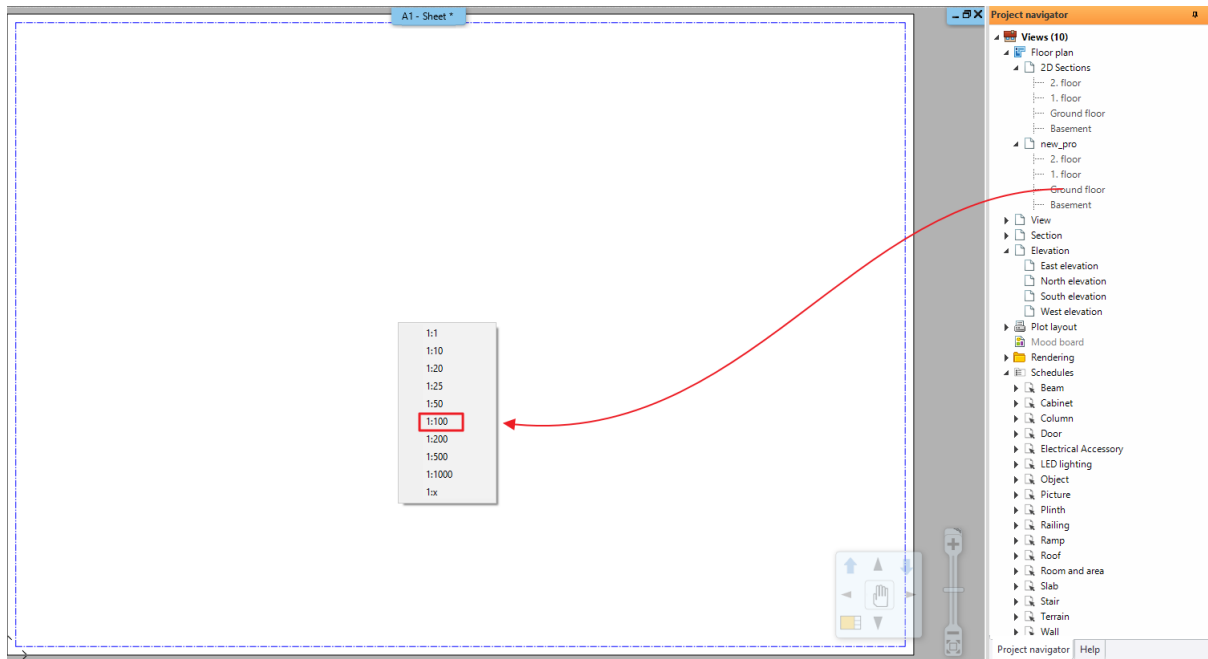 A1 - Sheet *
1:1
1:10
1:20
1:25
1:50
1:100
1:200
1:500
1:1000
1:x
Project navigator
Views (10)
Floor plan
2D Sections
2. floor
1. floor
Ground floor
Basement
new_pro
2. floor
1. floor
Ground floor
Basement
View
Section
Elevation
East elevation
North elevation
South elevation
West elevation
Plot layout
Mood board
Rendering
Schedules
Beam
Cabinet
Column
Door
Electrical Accessory
LED lighting
Object
Picture
Plinth
Railing
Ramp
Roof
Room and area
Slab
Stair
Terrain
Wall
Project navigator
Help